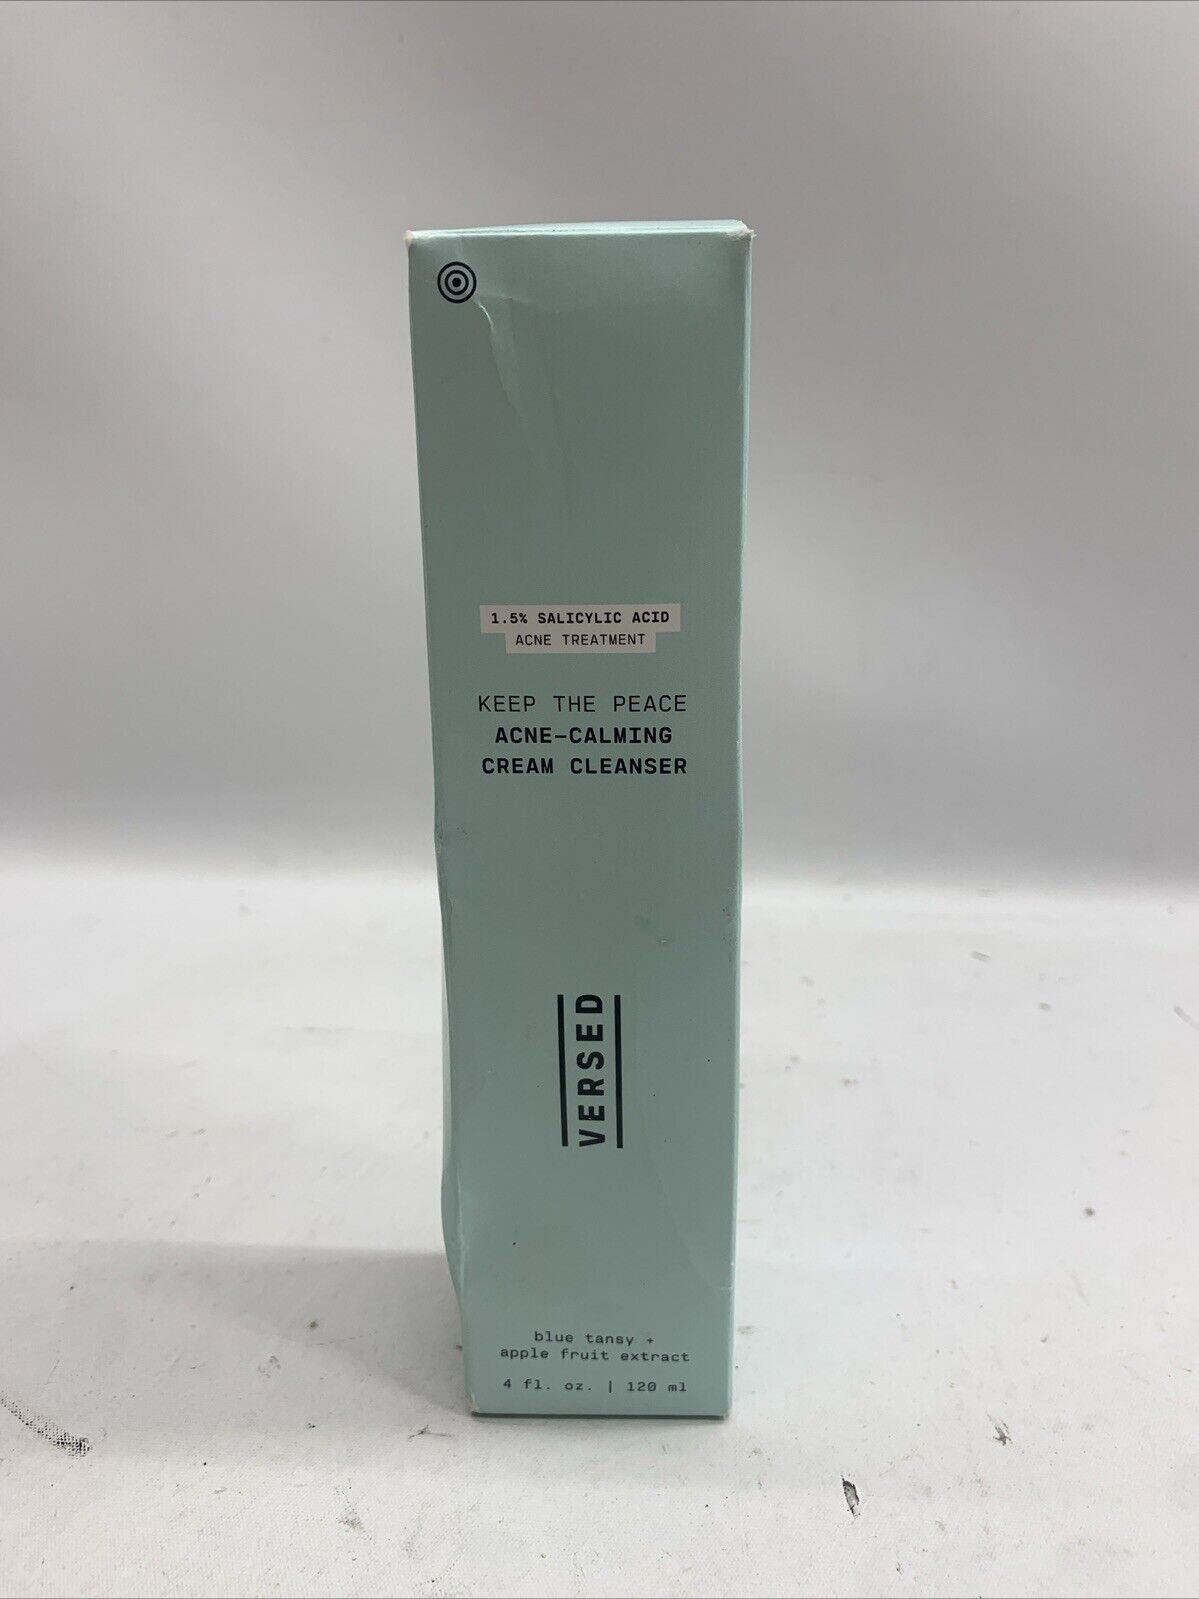 1.5% SALICYLIC ACID
ACNE TREATMENT
KEEP THE PEACE
ACNE-CALMING
CREAM CLEANSER
VERSED
blue tansy +
apple fruit extract
4 fl. oz. | 120 ml